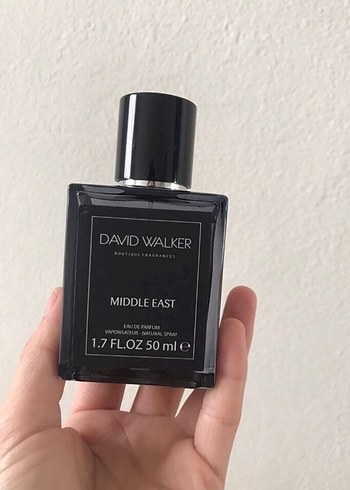 DAVID WALKER
BOUTIQUE FRAGRANCES
MIDDLE EAST
EAU DE PARFUM
VAPORISATEUR - NATURAL SPRAY
1.7 FL.OZ 50 ml ℮